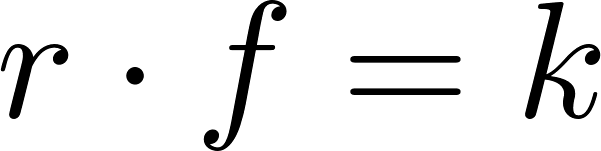 r · f = k